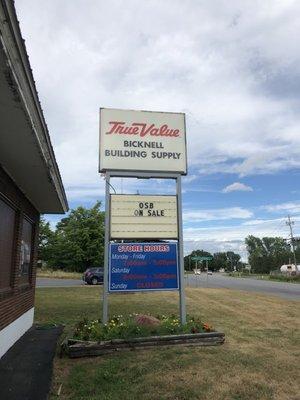 True Value
BICKNELL
BUILDING SUPPLY
OSB
ON SALE
STORE HOURS
Monday - Friday
Saturday
Sunday CLOSED